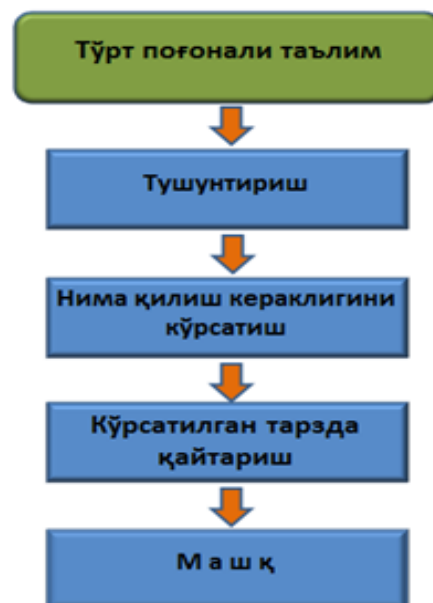 Тўрт поғонали таълим
Тушунтириш
Нима қилиш кераклигини
кўрсатиш
Кўрсатилган тарзда
қайтариш
М а ш қ